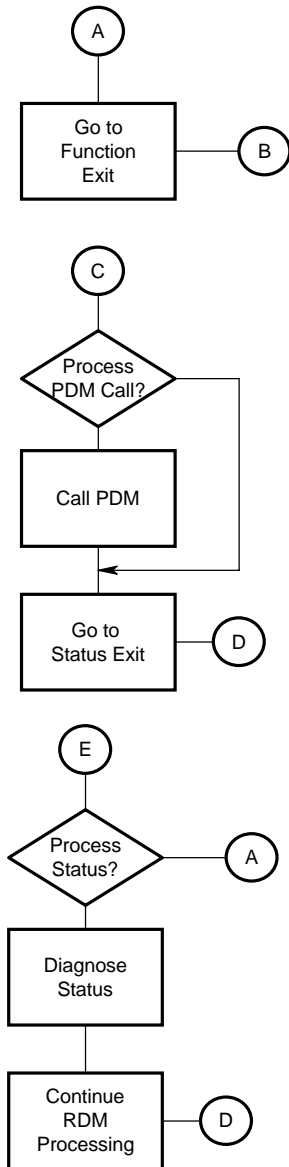 A
Go to
Function
Exit
B
C
Process
PDM Call?
Call PDM
Go to
Status Exit
D
E
Process
Status?
A
Diagnose
Status
Continue
RDM
Processing
D